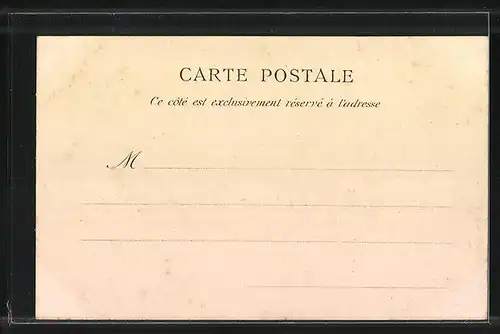 CARTE POSTALE
Ce côté est exclusivement réservé à l'adresse
M